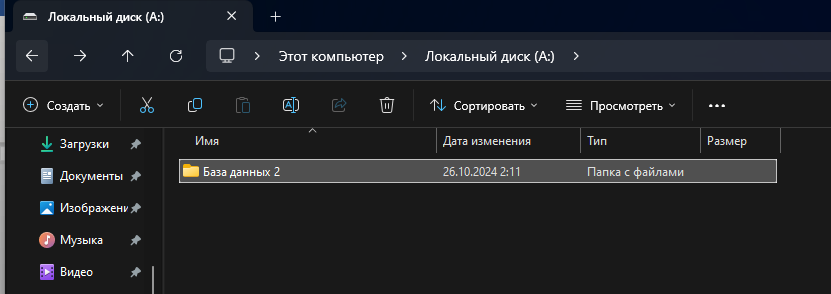 Локальный диск (A:)
Этот компьютер > Локальный диск (A:) >
Создать
Сортировать
Просмотреть
Имя
Дата изменения
Тип
Размер
Загрузки
Документы
Изображени
Музыка
Видео
База данных 2
26.10.2024 2:11
Папка с файлами